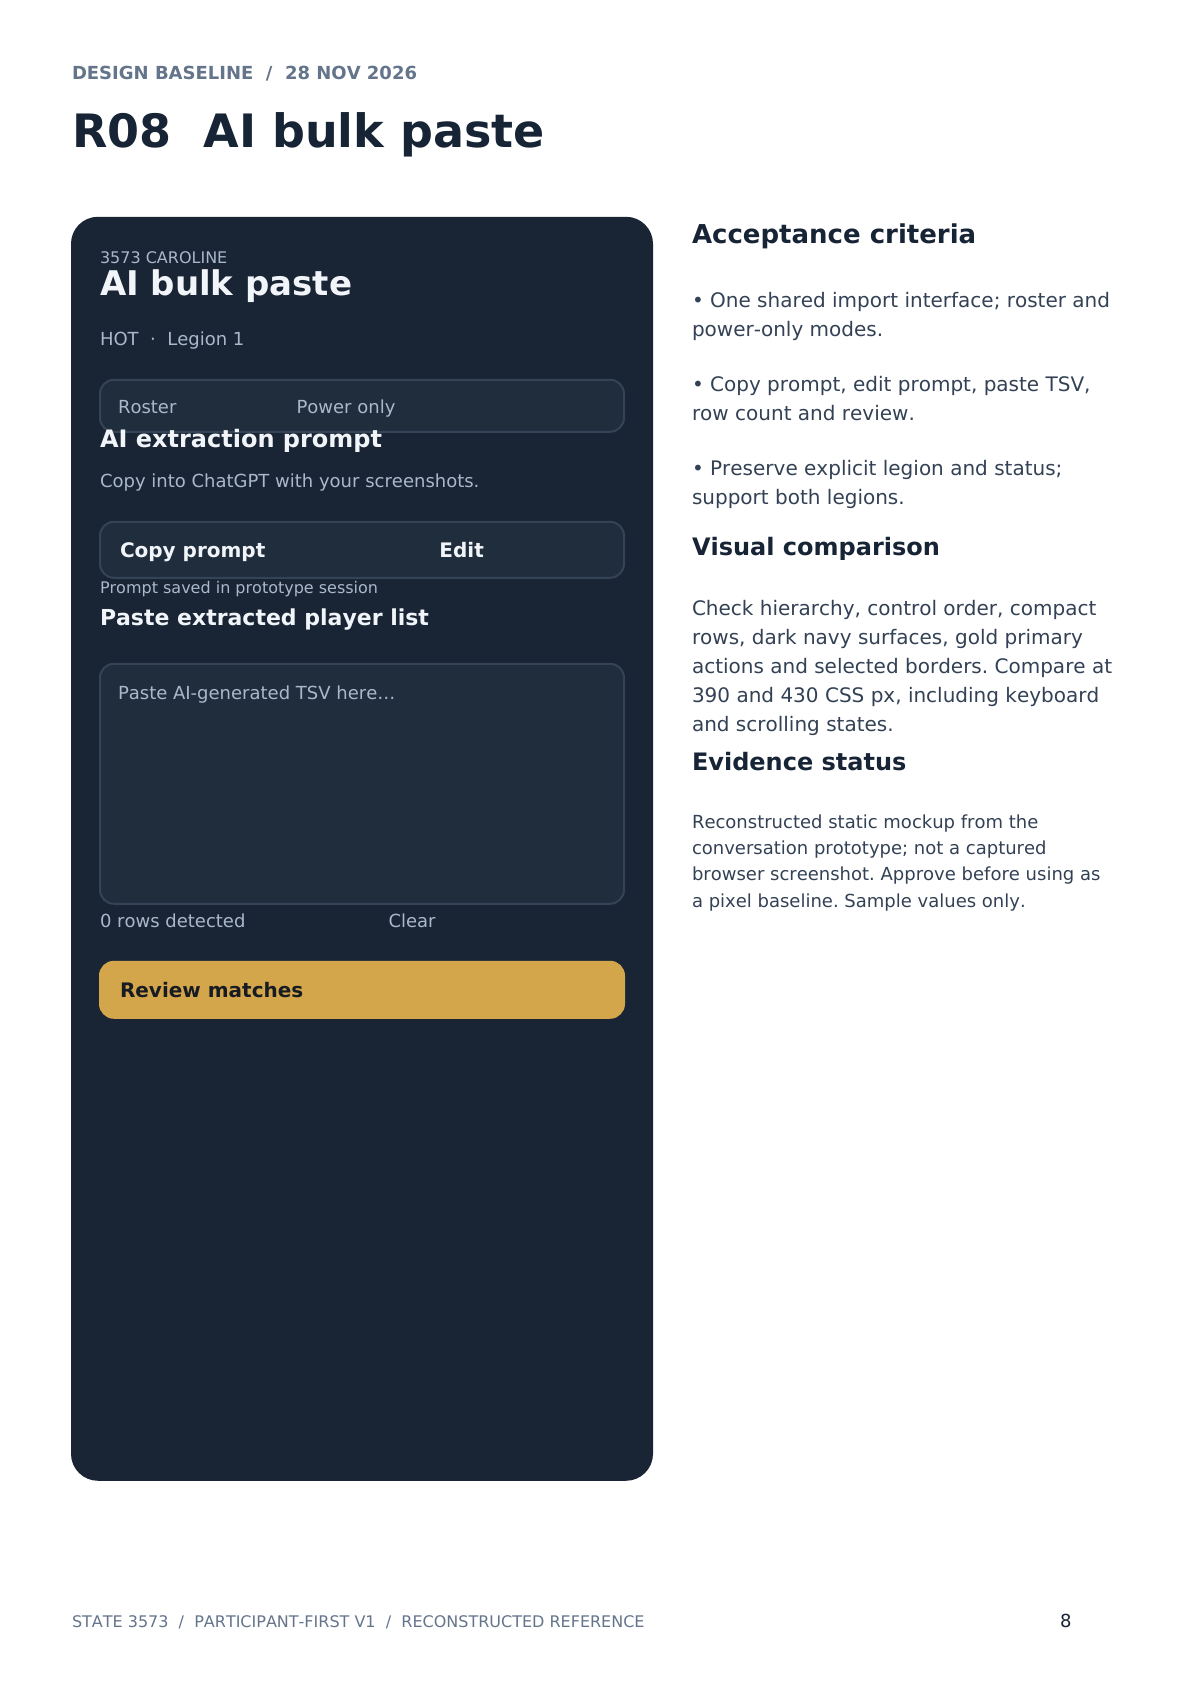 DESIGN BASELINE / 28 NOV 2026
R08 AI bulk paste
3573 CAROLINE
AI bulk paste
HOT · Legion 1
Roster Power only
AI extraction prompt
Copy into ChatGPT with your screenshots.
Copy prompt Edit
Prompt saved in prototype session
Paste extracted player list
Paste AI-generated TSV here...
0 rows detected Clear
Review matches
Acceptance criteria
• One shared import interface; roster and
power-only modes.
• Copy prompt, edit prompt, paste TSV,
row count and review.
• Preserve explicit legion and status;
support both legions.
Visual comparison
Check hierarchy, control order, compact
rows, dark navy surfaces, gold primary
actions and selected borders. Compare at
390 and 430 CSS px, including keyboard
and scrolling states.
Evidence status
Reconstructed static mockup from the
conversation prototype; not a captured
browser screenshot. Approve before using as
a pixel baseline. Sample values only.
STATE 3573 / PARTICIPANT-FIRST V1 / RECONSTRUCTED REFERENCE 8